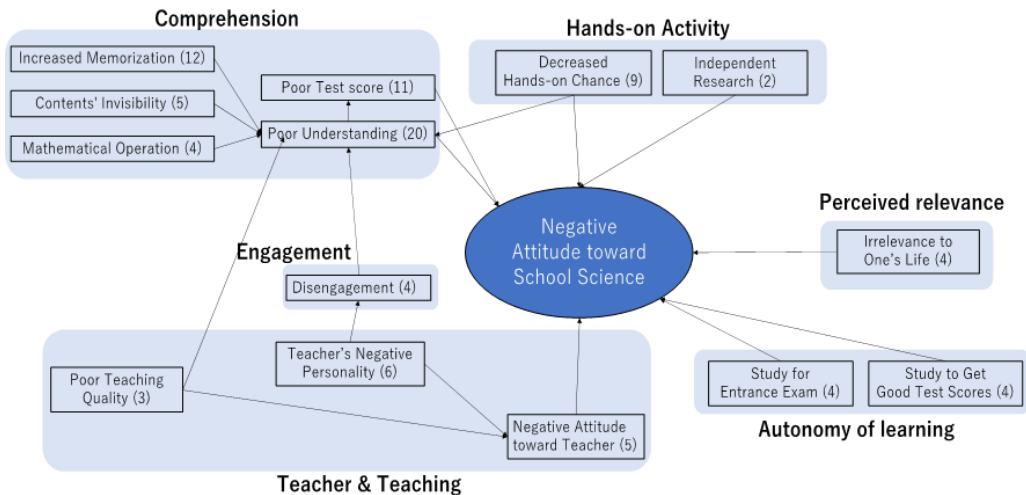 Comprehension
Increased Memorization (12)
Contents' Invisibility (5)
Mathematical Operation (4)
Poor Test score (11)
Poor Understanding (20)
Hands-on Activity
Decreased
Hands-on Chance (9)
Independent
Research (2)
Negative
Attitude toward
School Science
Perceived relevance
Irrelevance to
One's Life (4)
Engagement
Disengagement (4)
Teacher's Negative
Personality (6)
Poor Teaching
Quality (3)
Negative Attitude
toward Teacher (5)
Teacher & Teaching
Study for
Entrance Exam (4)
Study to Get
Good Test Scores (4)
Autonomy of learning